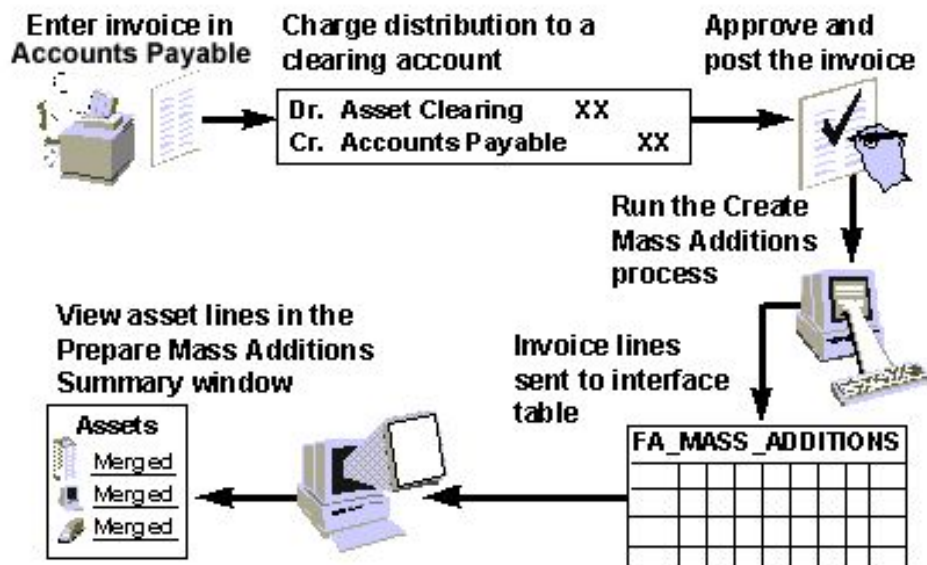 Enter invoice in
Accounts Payable
Charge distribution to a
clearing account
Approve and
post the invoice
Dr. Asset Clearing XX
Cr. Accounts Payable XX
Run the Create
Mass Additions
process
Invoice lines
sent to interface
table
FA_MASS_ADDITIONS
View asset lines in the
Prepare Mass Additions
Summary window
Assets
Merged
Merged
Merged